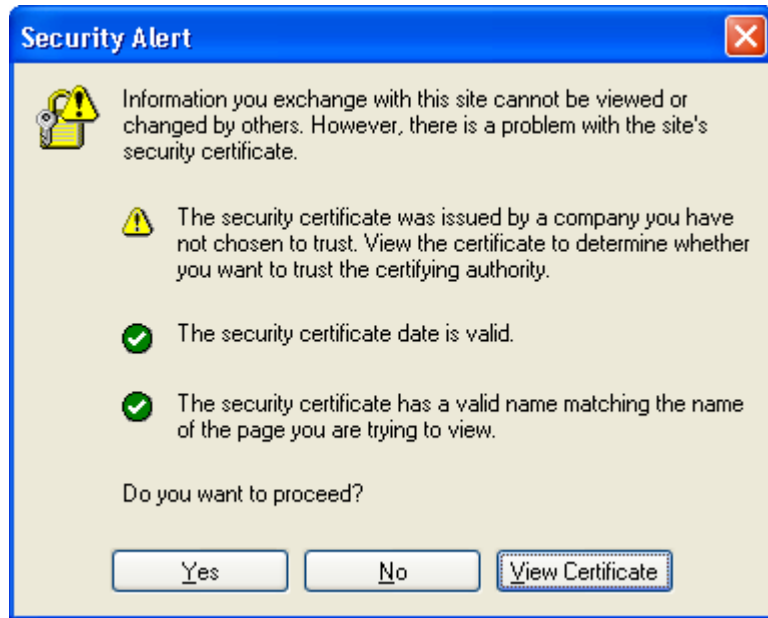 Security Alert
Information you exchange with this site cannot be viewed or
changed by others. However, there is a problem with the site's
security certificate.
The security certificate was issued by a company you have
not chosen to trust. View the certificate to determine whether
you want to trust the certifying authority.
The security certificate date is valid.
The security certificate has a valid name matching the name
of the page you are trying to view.
Do you want to proceed?
Yes No View Certificate